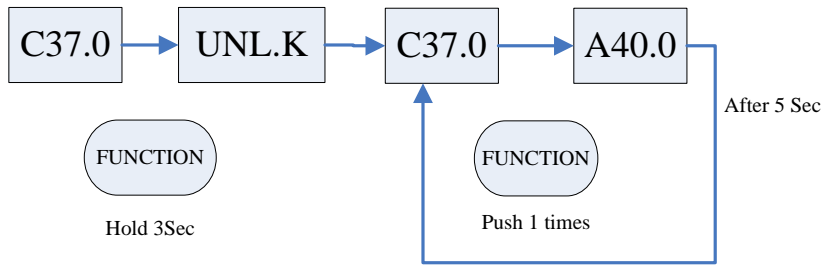 C37.0
UNL.K
C37.0
A40.0
After 5 Sec
FUNCTION
FUNCTION
Hold 3Sec
Push 1 times